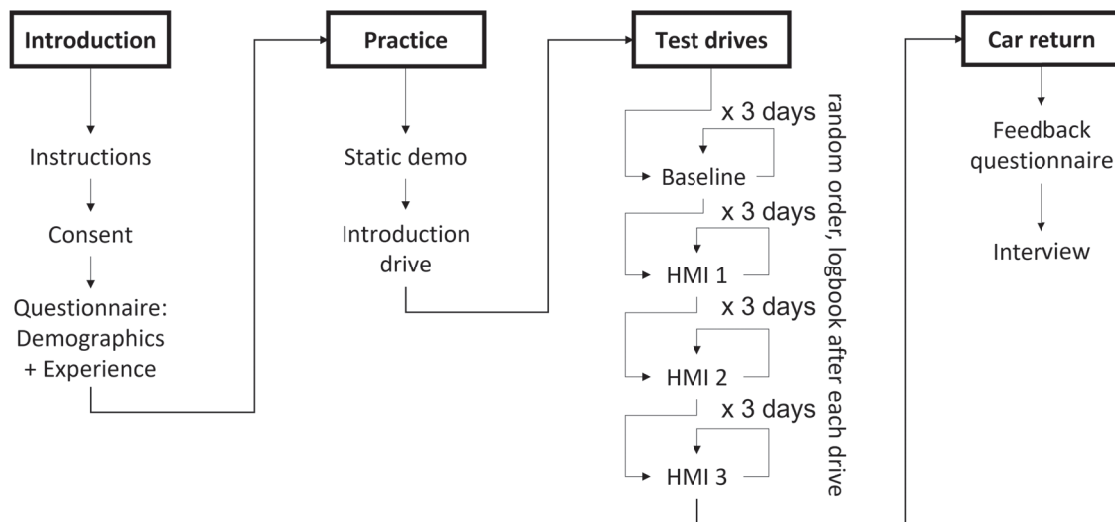 Introduction
Instructions
Consent
Questionnaire:
Demographics
+ Experience
Practice
Static demo
Introduction
drive
Test drives
x 3 days
Baseline
x 3 days
HMI 1
x 3 days
HMI 2
x 3 days
HMI 3
random order, logbook after each drive
Car return
Feedback
questionnaire
Interview